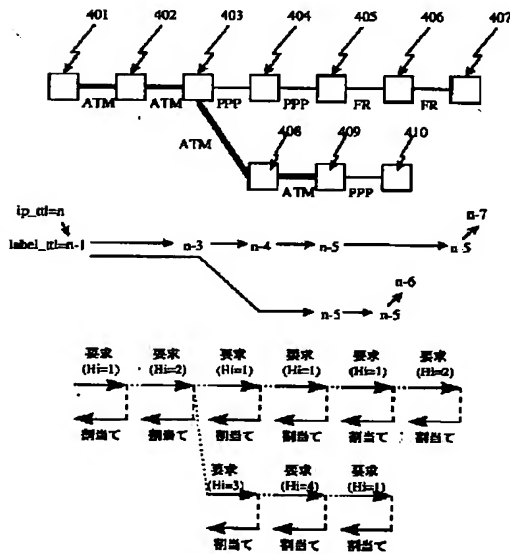 401 402 403 404 405 406 407
ATM ATM PPP PPP FR FR
ATM
408 409 410
ATM PPP
ip_ttl=n
n-7
label_ttl=n-1 n-3 n-4 n-5 n-5
n-6
n-5 n-5
要求 要求 要求 要求 要求 要求
(Hi=1) (Hi=2) (Hi=1) (Hi=1) (Hi=1) (Hi=2)
割当て 割当て 割当て 割当て 割当て 割当て
要求 要求 要求
(Hi=3) (Hi=4) (Hi=1)
割当て 割当て 割当て